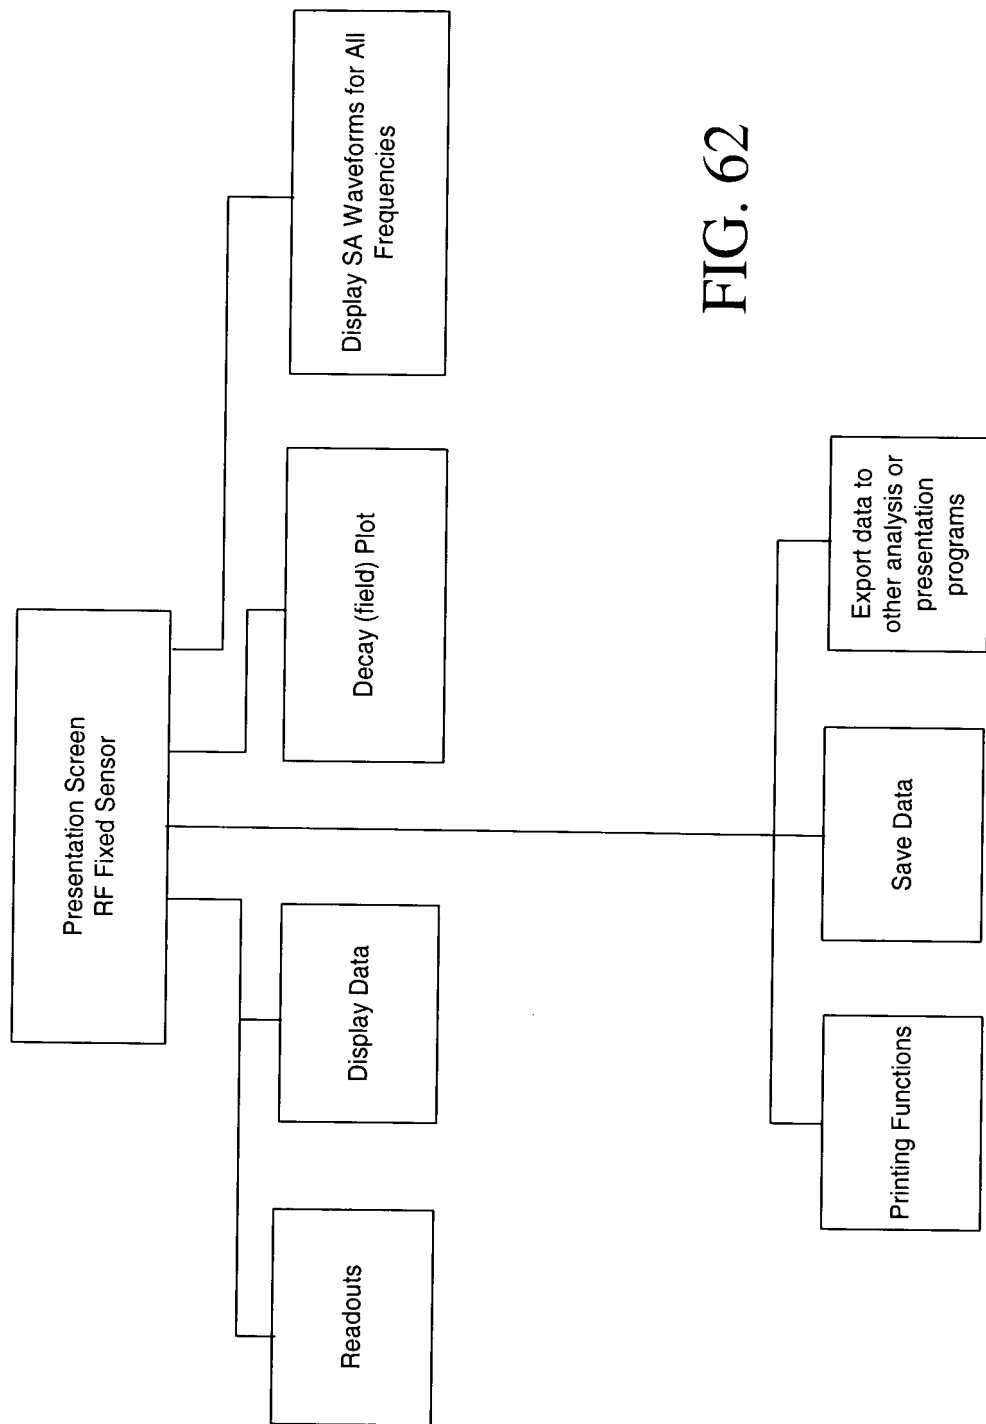 Presentation Screen
RF Fixed Sensor
Readouts
Display Data
Decay (field) Plot
Display SA Waveforms for All
Frequencies
Printing Functions
Save Data
Export data to
other analysis or
presentation
programs
FIG. 62